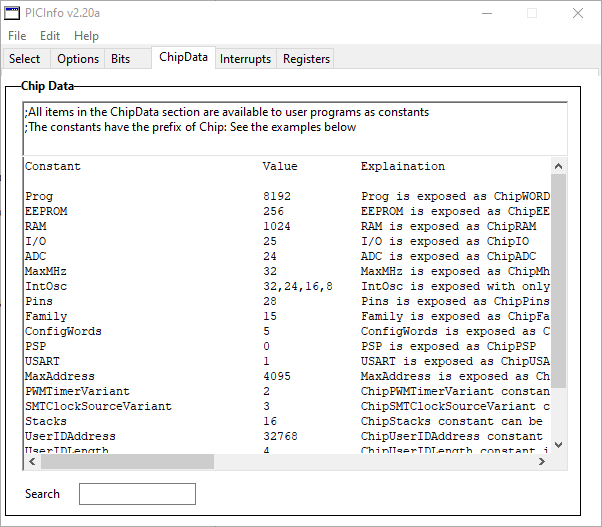 PICInfo v2.20a
File Edit Help
Select Options Bits ChipData Interrupts Registers
Chip Data
;All items in the ChipData section are available to user programs as constants
;The constants have the prefix of Chip: See the examples below
Constant Value Explaination
Prog 8192 Prog is exposed as ChipWORD
EEPROM 256 EEPROM is exposed as ChipEE
RAM 1024 RAM is exposed as ChipRAM
I/O 25 I/O is exposed as ChipIO
ADC 24 ADC is exposed as ChipADC
MaxMHz 32 MaxMHz is exposed as ChipMh
IntOsc 32,24,16,8 IntOsc is exposed with only
Pins 28 Pins is exposed as ChipPins
Family 15 Family is exposed as ChipFa
ConfigWords 5 ConfigWords is exposed as C
PSP 0 PSP is exposed as ChipPSP
USART 1 USART is exposed as ChipUSA
MaxAddress 4095 MaxAddress is exposed as Ch
PWMTimerVariant 2 ChipPWMTimerVariant constan
SMTClockSourceVariant 3 ChipSMTClockSourceVariant c
Stacks 16 ChipStacks constant can be
UserIDAddress 32768 ChipUserIDAddress constant
UserIDLength 4 ChipUserIDLength constant i
Search